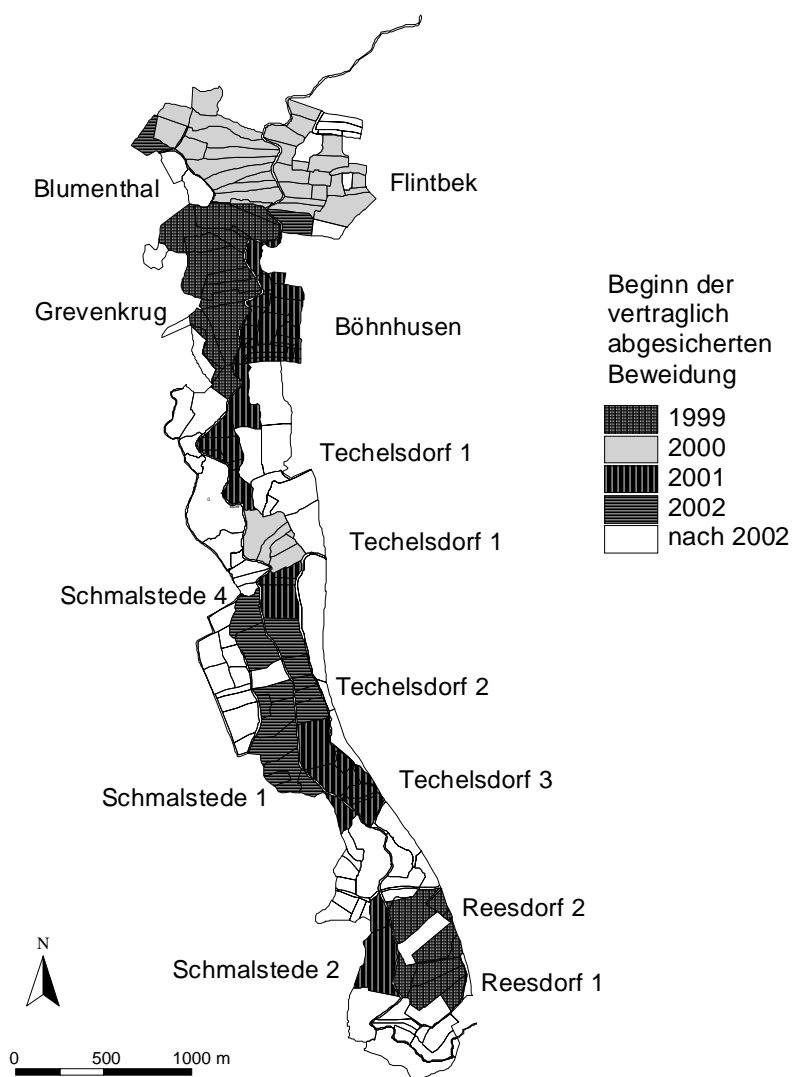 Blumenthal
Flintbek
Grevenkrug
Böhnhusen
Beginn der
vertraglich
abgesicherten
Beweidung
1999
2000
2001
2002
nach 2002
Techelsdorf 1
Techelsdorf 1
Schmalstede 4
Techelsdorf 2
Techelsdorf 3
Schmalstede 1
Reesdorf 2
Schmalstede 2
Reesdorf 1
N
0 500 1000 m